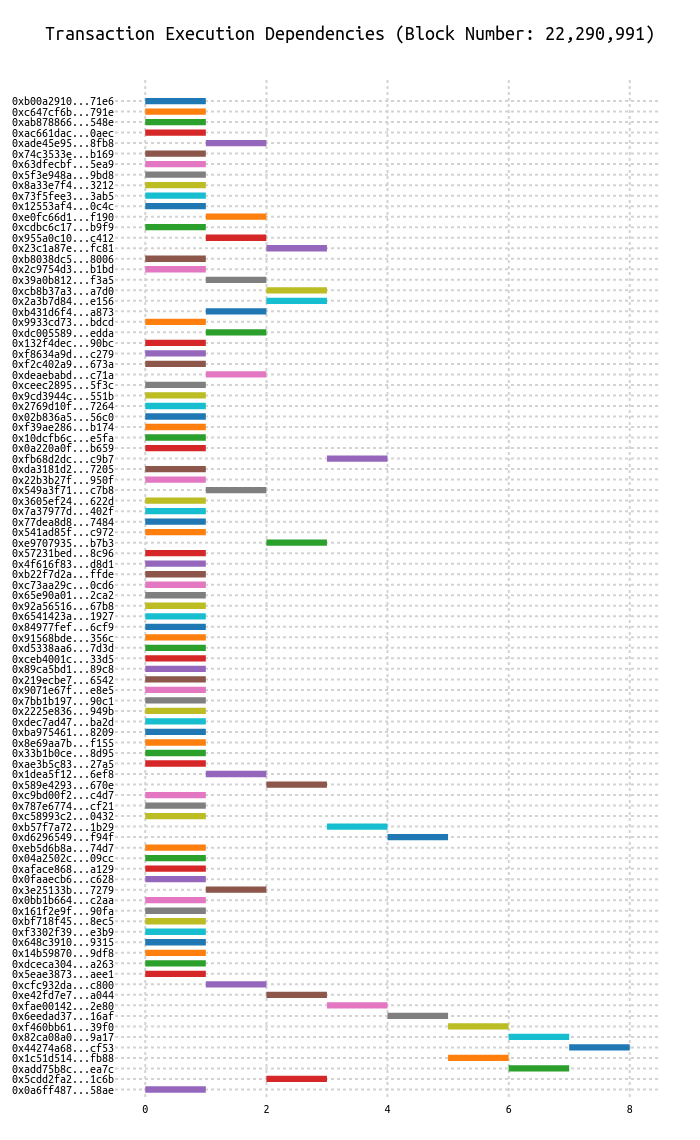 Transaction Execution Dependencies (Block Number: 22,290,991)
0xb00a2910...71e6
0xc647cf6b...791e
0xab878866...548e
0xac661dac...0aec
0xade45e95...8fb8
0x74c3533e...b169
0x63dfecbf...5ea9
0x5f3e948a...9bd8
0x8a33e7f4...3212
0x73f5fee3...3ab5
0x12553af4...0c4c
0xe0fc66d1...f190
0xcdbc6c17...b9f9
0x955a0c10...c412
0x23c1a87e...fc81
0xb8038dc5...8006
0x2c9754d3...b1bd
0x39a0b812...f3a5
0xcb8b37a3...a7d0
0x2a3b7d84...e156
0xb431d6f4...a873
0x9933cd73...bdcd
0xdc005589...edda
0x132f4dec...90bc
0xf8634a9d...c279
0xf2c402a9...673a
0xdeaebabd...c71a
0xceec2895...5f3c
0x9cd3944c...551b
0x2769d10f...7264
0x02b836a5...56c0
0xf39ae286...b174
0x10dcfb6c...e5fa
0x0a220a0f...b659
0xfb68d2dc...c9b7
0xda3181d2...7205
0x22b3b27f...950f
0x549a3f71...c7b8
0x3605ef24...622d
0x7a37977d...402f
0x77dea8d8...7484
0x541ad85f...c972
0xe9707935...b7b3
0x57231bed...8c96
0x4f616f83...d8d1
0xb22f7d2a...ffde
0xc73aa29c...0cd6
0x65e90a01...2ca2
0x92a56516...67b8
0x6541423a...1927
0x84977fef...6cf9
0x91568bde...356c
0xd5338aa6...7d3d
0xceb4001c...33d5
0x89ca5bd1...89c8
0x219ecbe7...6542
0x9071e67f...e8e5
0x7bb1b197...90c1
0x2225e836...949b
0xdec7ad47...ba2d
0xba975461...8209
0x8e69aa7b...f155
0x33b1b0ce...8d95
0xae3b5c83...27a5
0x1dea5f12...6ef8
0x589e4293...670e
0xc9bd00f2...c4d7
0x787e6774...cf21
0xc58993c2...0432
0xb57f7a72...1b29
0xd6296549...f94f
0xeb5d6b8a...74d7
0x04a2502c...09cc
0xaface868...a129
0x0faaecb6...c628
0x3e25133b...7279
0x0bb1b664...c2aa
0x161f2e9f...90fa
0xbf718f45...8ec5
0xf3302f39...e3b9
0x648c3910...9315
0x14b59870...9df8
0xdceca304...a263
0x5eae3873...aee1
0xcfc932da...c800
0xe42fd7e7...a044
0xfae00142...2e80
0x6eedad37...16af
0xf460bb61...39f0
0x82ca08a0...9a17
0x44274a68...cf53
0x1c51d514...fb88
0xadd75b8c...ea7c
0x5cdd2fa2...1c6b
0x0a6ff487...58ae
0 2 4 6 8